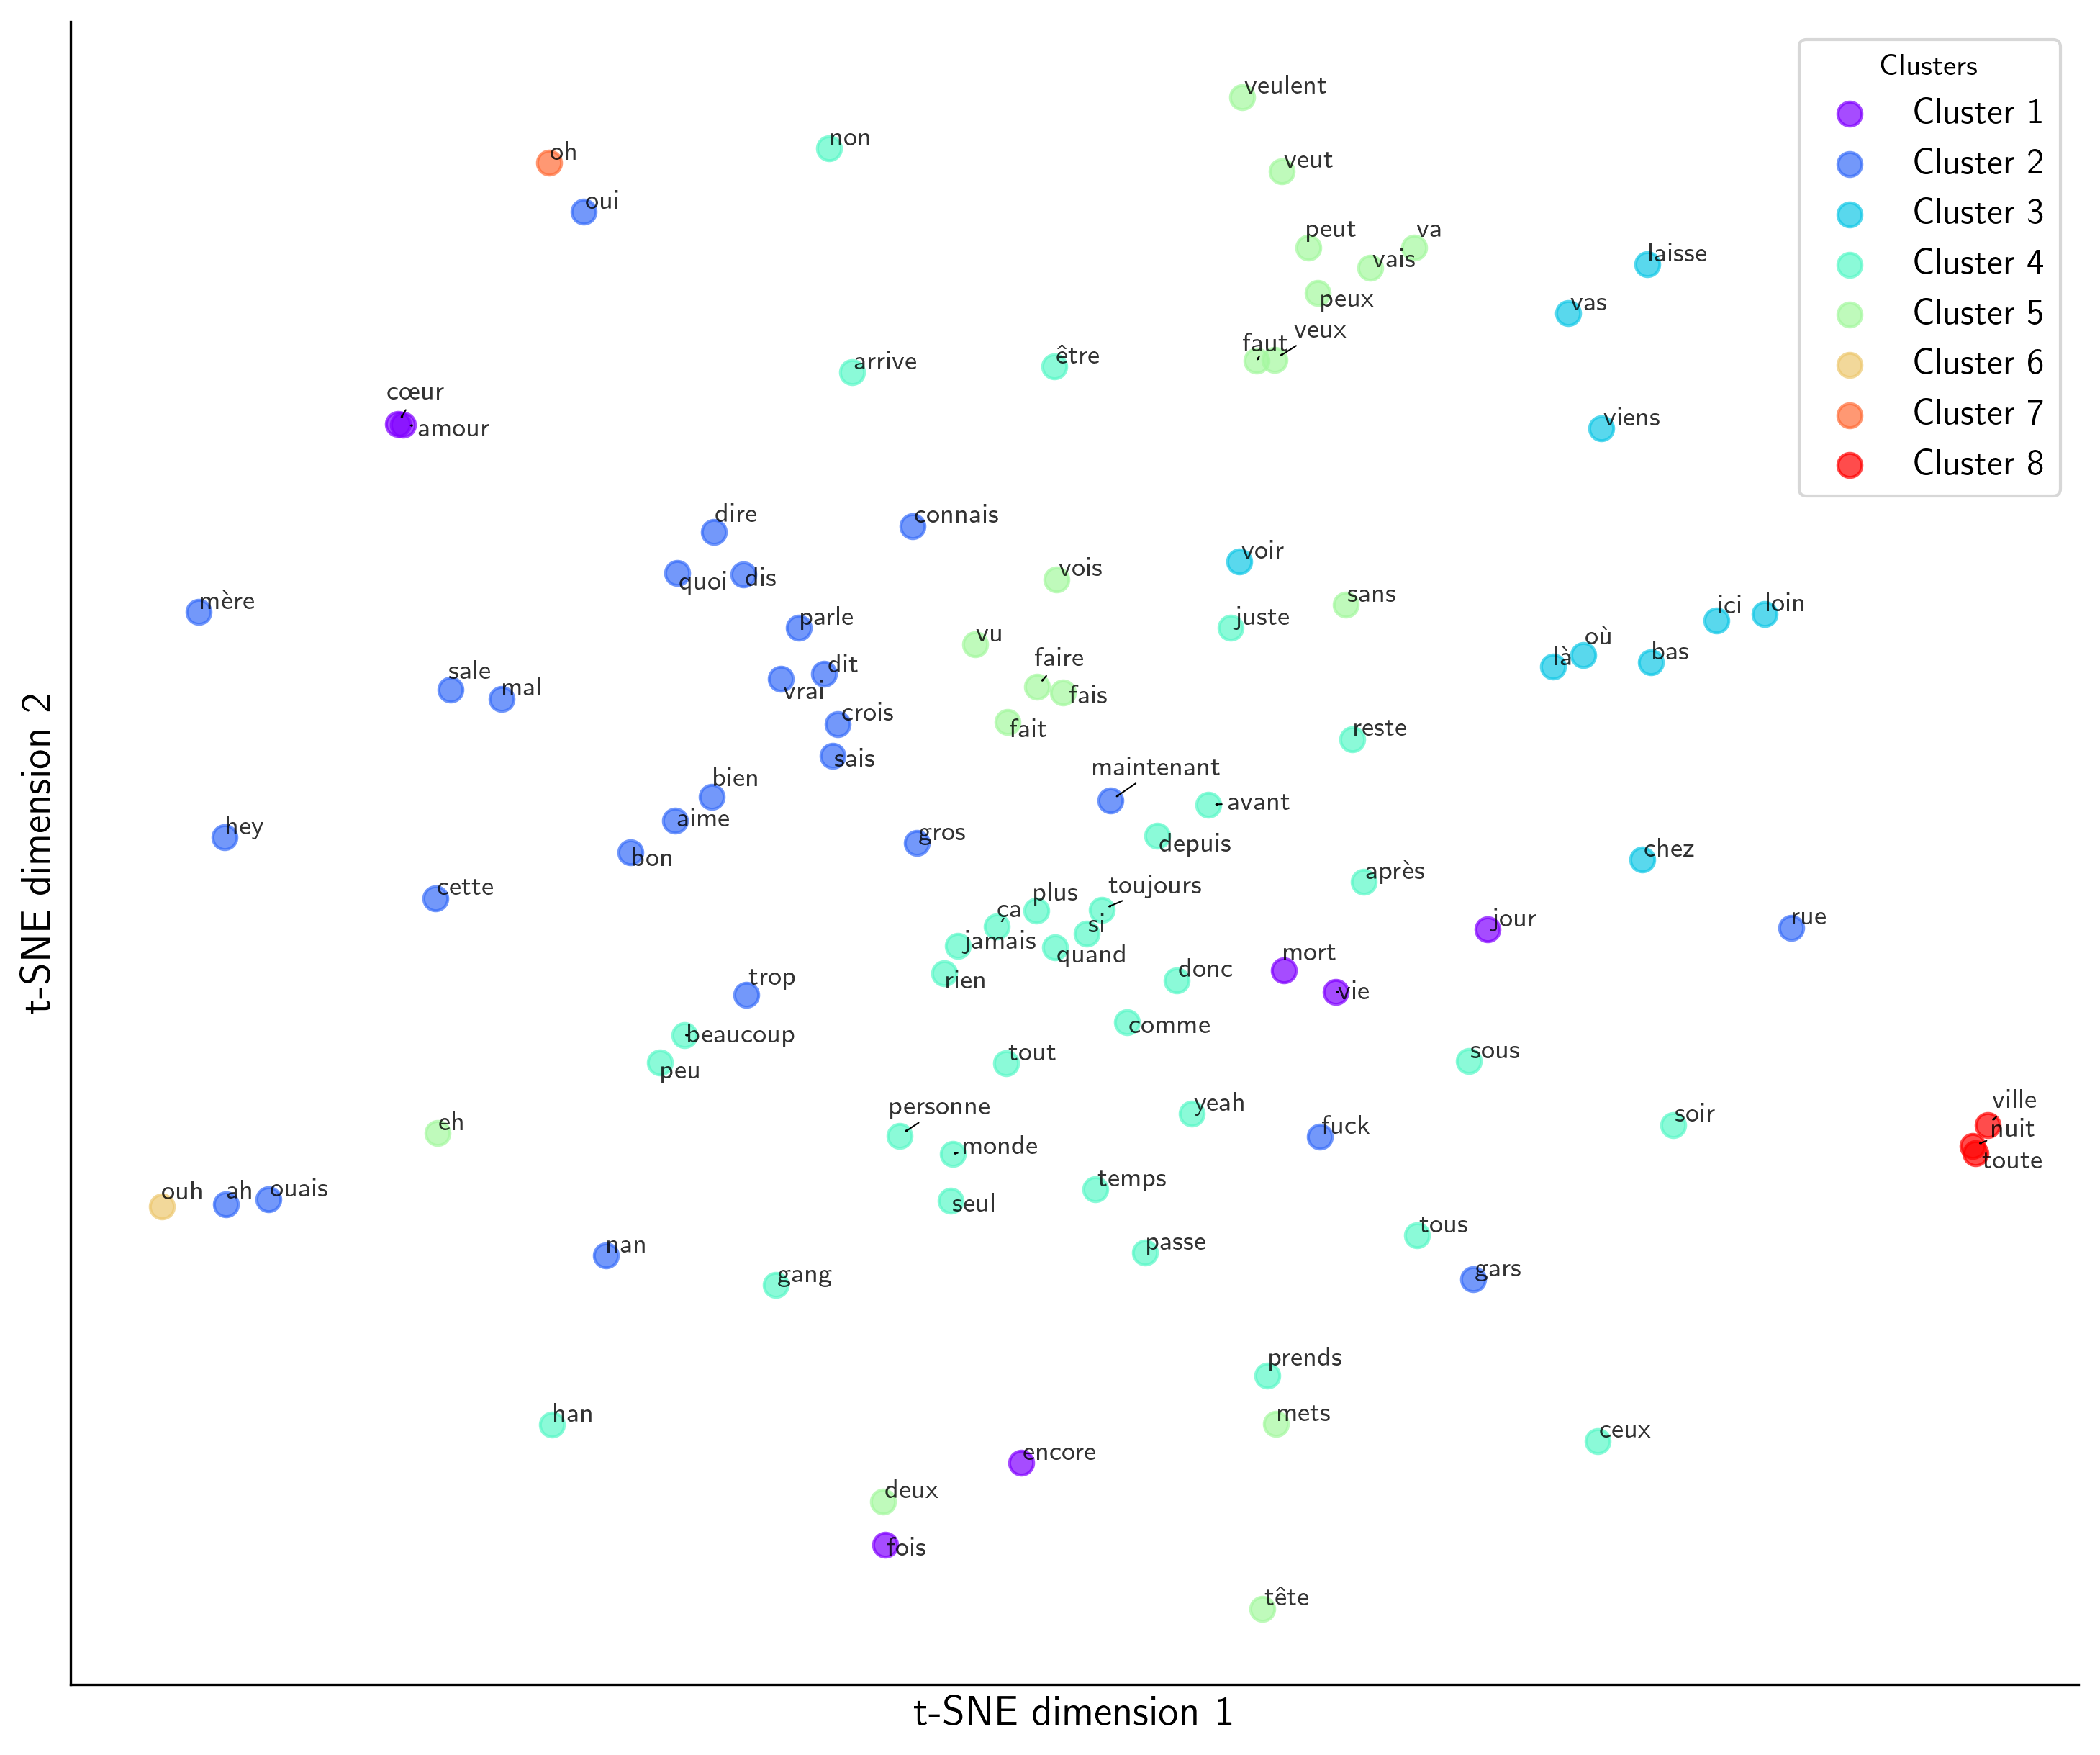 veulent
Clusters
Cluster 1
Cluster 2
Cluster 3
Cluster 4
Cluster 5
Cluster 6
Cluster 7
Cluster 8
non
oh
veut
oui
peut
va
laisse
vais
peux
vas
veux
faut
être
arrive
cœur
amour
viens
dire
connais
voir
vois
quoi
dis
sans
mère
ici
loin
parle
juste
vu
où
là
bas
faire
dit
sale
mal
vrai
fais
crois
fait
reste
sais
maintenant
bien
avant
aime
hey
gros
depuis
bon
chez
après
cette
plus
toujours
ça
si
jour
rue
jamais
quand
mort
rien
donc
trop
vie
comme
beaucoup
tout
sous
peu
personne
yeah
ville
eh
fuck
soir
nuit
monde
toute
ouh
ah
ouais
temps
seul
tous
nan
passe
gang
gars
prends
han
mets
ceux
encore
deux
fois
tête
t-SNE dimension 2
t-SNE dimension 1